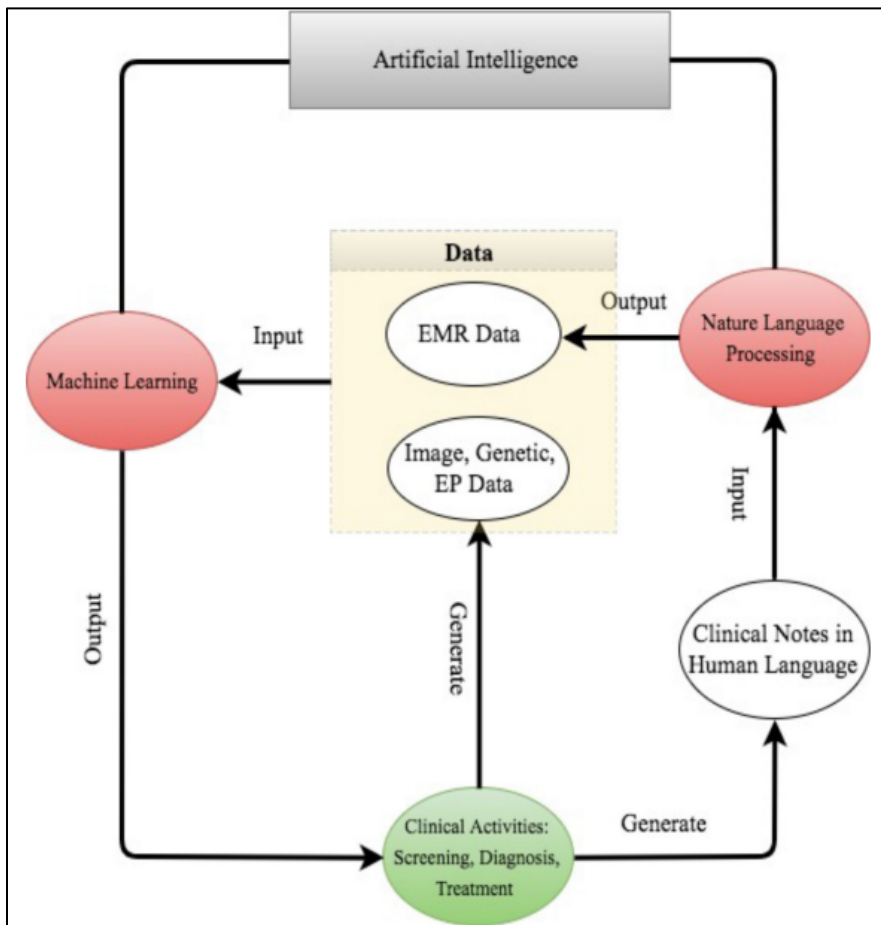 Artificial Intelligence
Data
Output
EMR Data
Nature Language
Processing
Input
Machine Learning
Image, Genetic,
EP Data
Input
Output
Generate
Clinical Notes in
Human Language
Clinical Activities:
Screening, Diagnosis,
Treatment
Generate